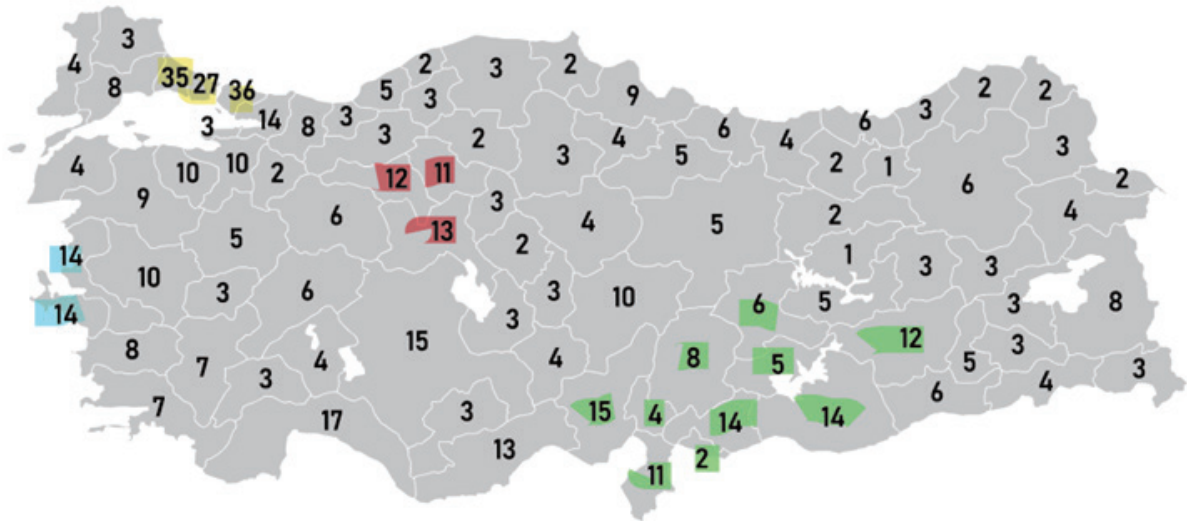 3 2 3 2 2 2
4 35 27 36 5 3 9
8 3 14 8 3 3 2 4 6 4 6 3 3
4 10 10 2 12 11 3 5 2 1 6 2
9 6 13 3 4 5 2 4
14 5 2 1
10 3 6 3 10 6 5 3 3 3 8
14 15 3 12
8 7 3 4 4 8 5 5 3 3
7 17 3 15 4 14 14 6 4
13 11 2